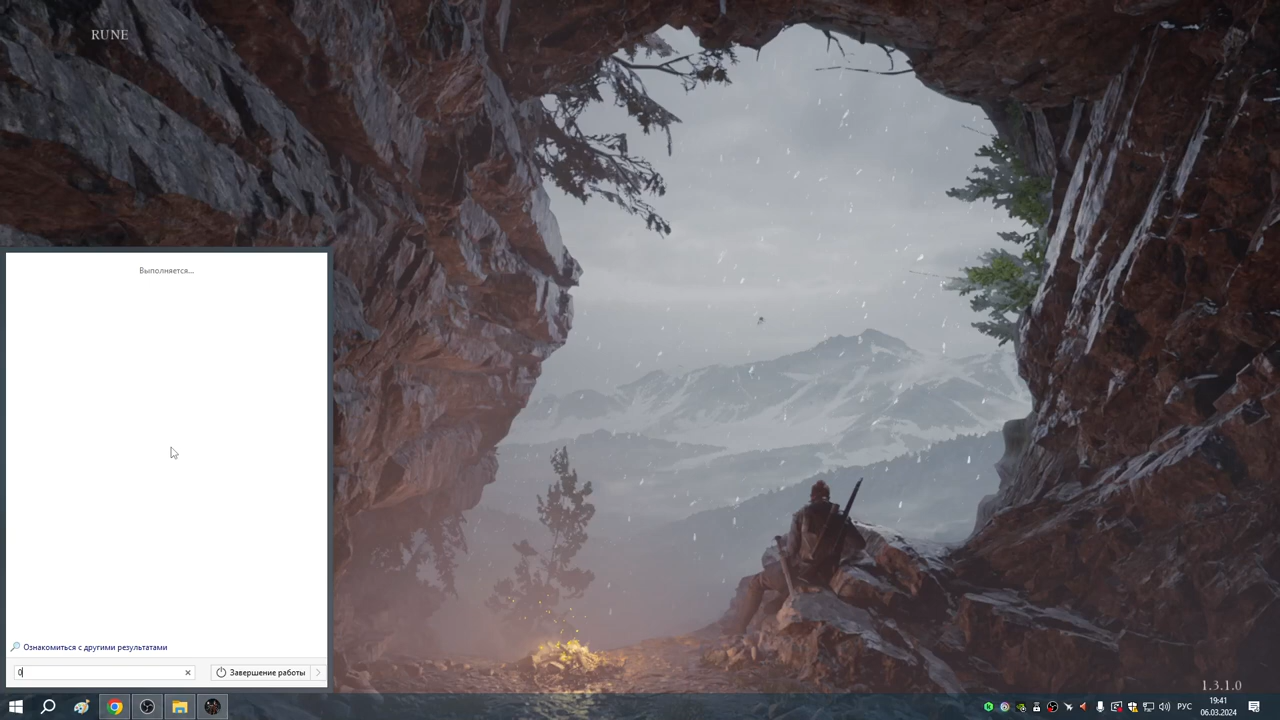 RUNE
Выполняется...
Ознакомиться с другими результатами
0
Завершение работы
1.3.1.0
РУС
19:41
06.03.2024